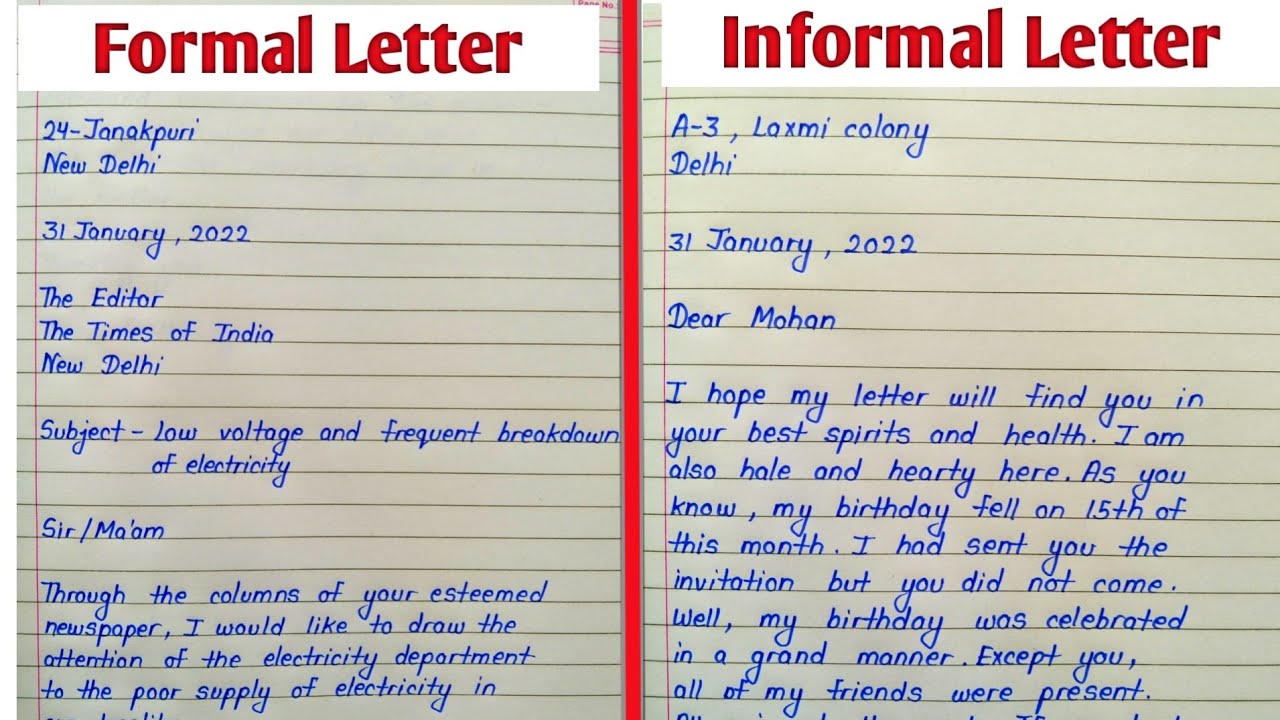 Page No.:
Formal Letter
24-Janakpuri
New Delhi
31 January, 2022
The Editor
The Times of India
New Delhi
Subject - low voltage and frequent breakdown
of electricity
Sir/Ma'am
Through the columns of your esteemed
newspaper, I would like to draw the
attention of the electricity department
to the poor supply of electricity in
Informal Letter
A-3, Laxmi colony
Delhi
31 January, 2022
Dear Mohan
I hope my letter will find you in
your best spirits and health. I am
also hale and hearty here. As you
know, my birthday fell on 15th of
this month. I had sent you the
invitation but you did not come.
Well, my birthday was celebrated
in a grand manner. Except you,
all of my friends were present.